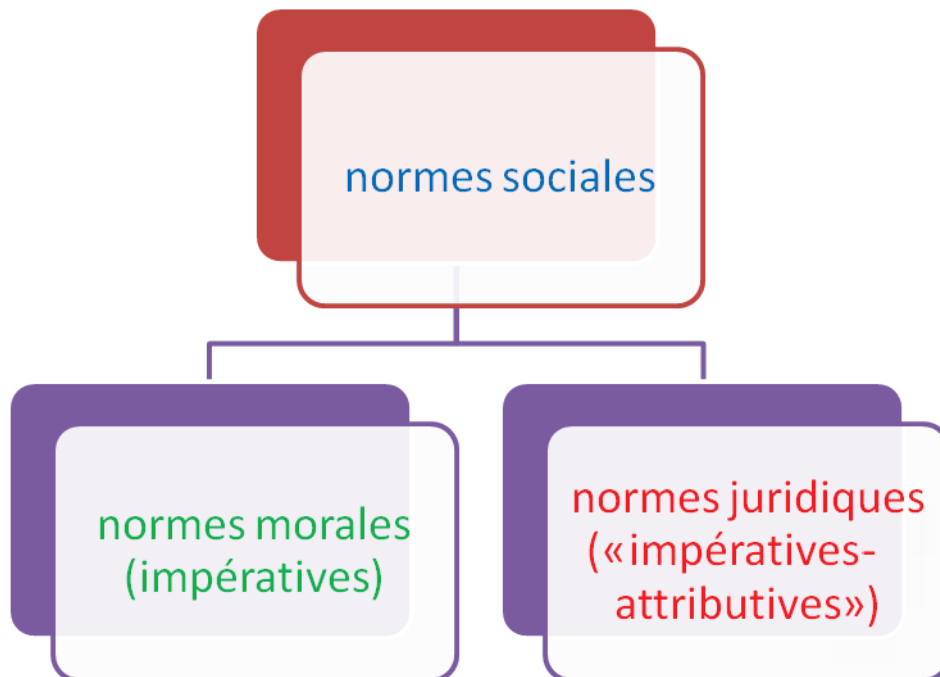 normes sociales
normes morales
(impératives)
normes juridiques
(«impératives-
attributives»)